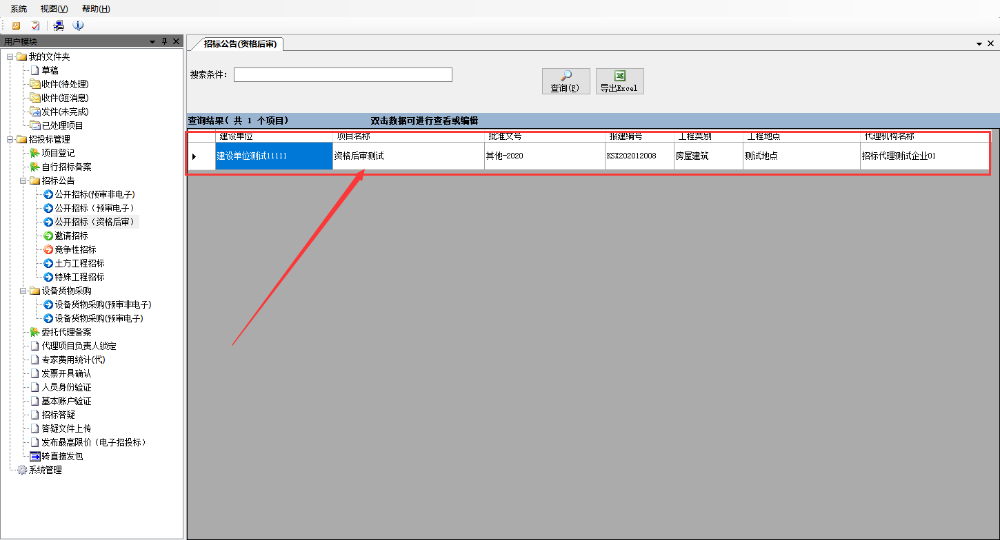 系统 视图(V) 帮助(H)
用户模块
我的文件夹
草稿
收件(待处理)
收件(短消息)
发件(未完成)
已处理项目
招投标管理
项目登记
自行招标备案
招标公告
公开招标(预审非电子)
公开招标（预审电子）
公开招标（资格后审）
邀请招标
竞争性招标
土方工程招标
特殊工程招标
设备货物采购
设备货物采购(预审非电子)
设备货物采购(预审电子)
委托代理备案
代理项目负责人锁定
专家费用统计(代)
发票开具确认
人员身份验证
基本账户验证
招标答疑
答疑文件上传
发布最高限价（电子招投标）
转直接发包
系统管理
招标公告(资格后审)
搜索条件:
查询(F)
导出Excel
查询结果( 共 1 个项目) 双击数据可进行查看或编辑
建设单位 项目名称 批准文号 报建编号 工程类别 工程地点 代理机构名称
建设单位测试11111 资格后审测试 其他-2020 KSX202012008 房屋建筑 测试地点 招标代理测试企业01